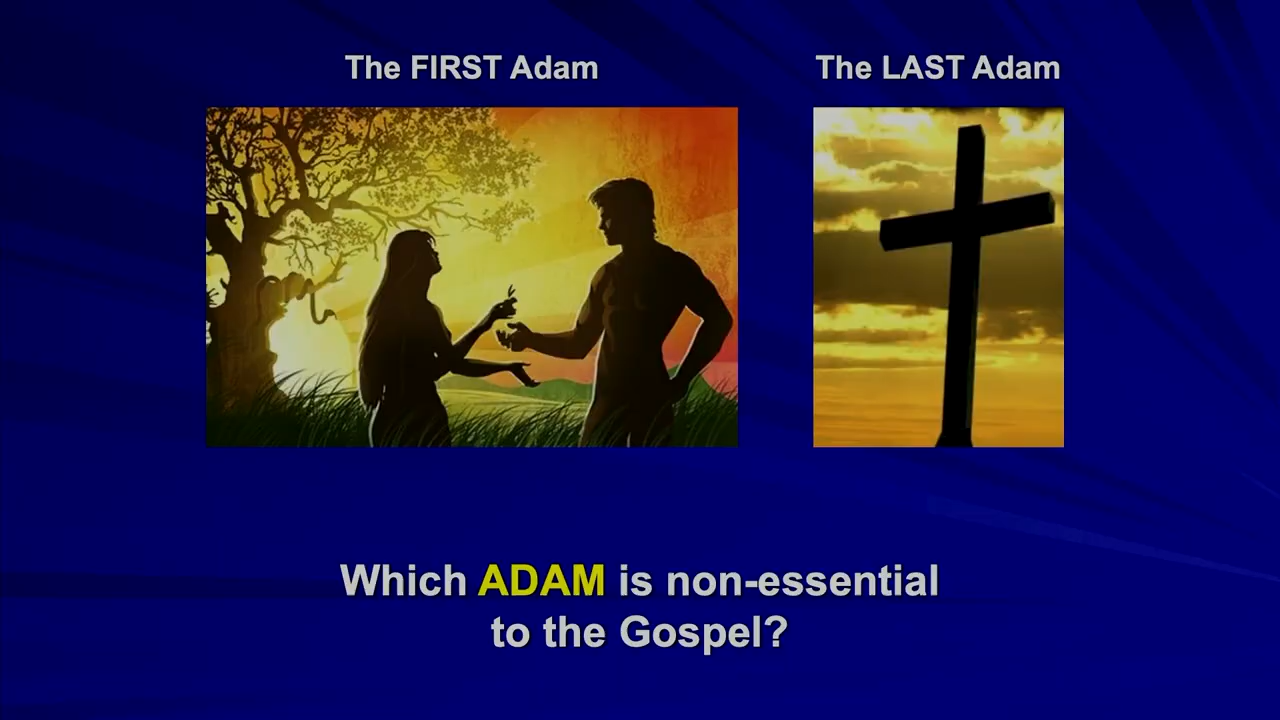 The FIRST Adam
The LAST Adam
Which ADAM is non-essential
to the Gospel?